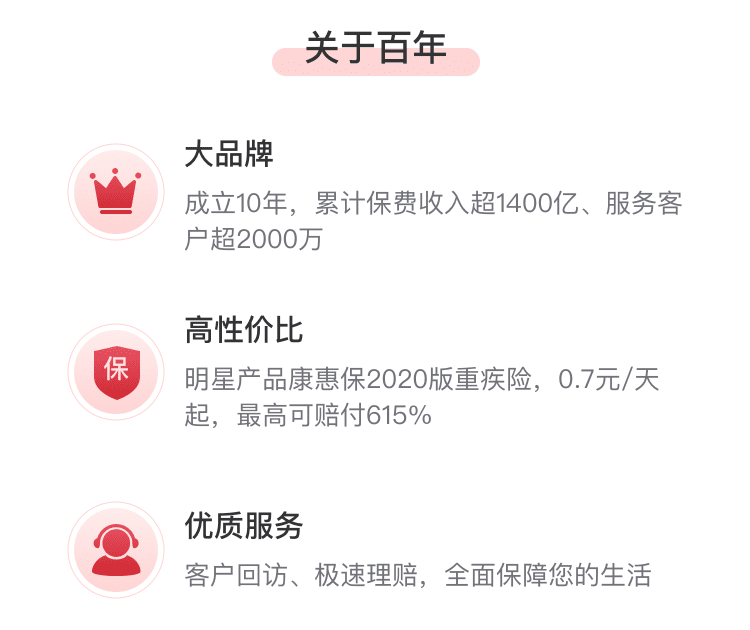 关于百年
大品牌
成立10年，累计保费收入超1400亿、服务客
户超2000万
高性价比
保
明星产品康惠保2020版重疾险，0.7元/天
起，最高可赔付615%
优质服务
客户回访、极速理赔，全面保障您的生活